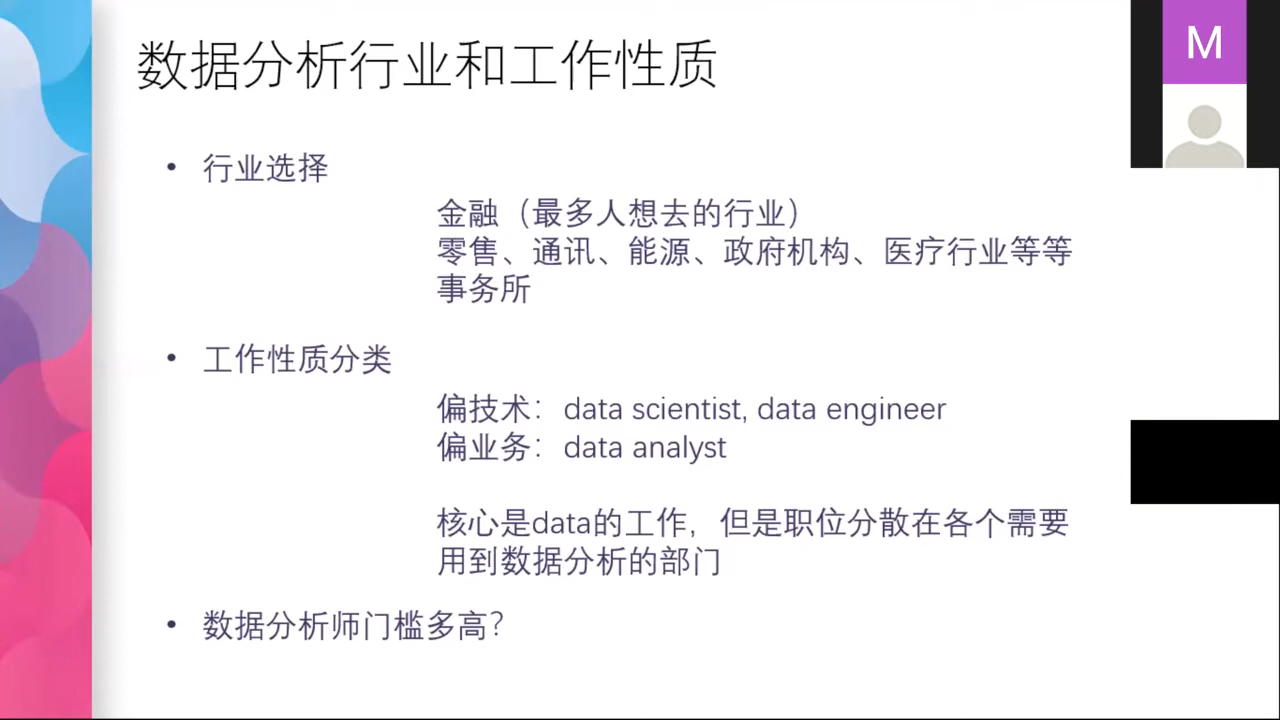 数据分析行业和工作性质
M
• 行业选择
金融（最多人想去的行业）
零售、通讯、能源、政府机构、医疗行业等等
事务所
• 工作性质分类
偏技术：data scientist, data engineer
偏业务：data analyst
核心是data的工作，但是职位分散在各个需要
用到数据分析的部门
• 数据分析师门槛多高？